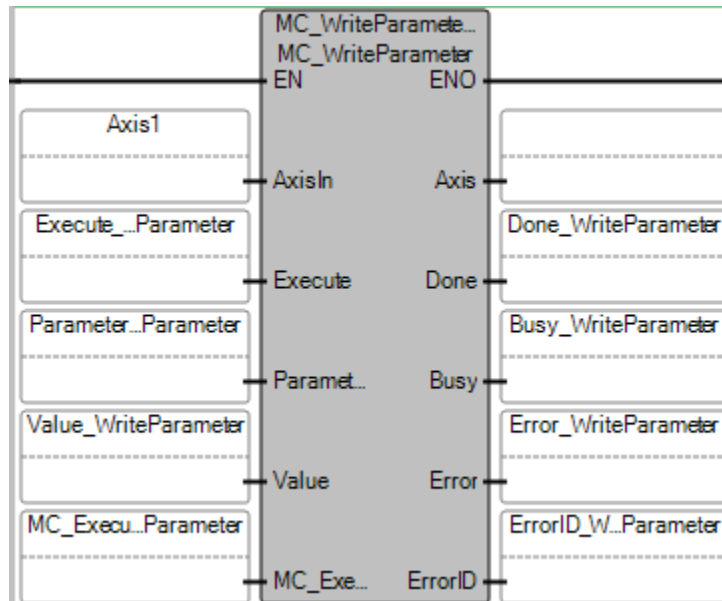 MC_WriteParamete...
MC_WriteParameter
EN ENO
Axis1
AxisIn Axis
Execute_...Parameter Done_WriteParameter
Execute Done
Parameter...Parameter Busy_WriteParameter
Paramet... Busy
Value_WriteParameter Error_WriteParameter
Value Error
MC_Execu...Parameter ErrorID_W...Parameter
MC_Exe... ErrorID